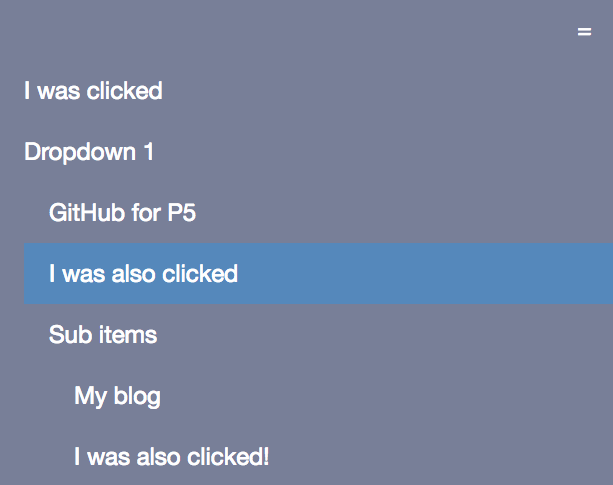 =
I was clicked
Dropdown 1
GitHub for P5
I was also clicked
Sub items
My blog
I was also clicked!